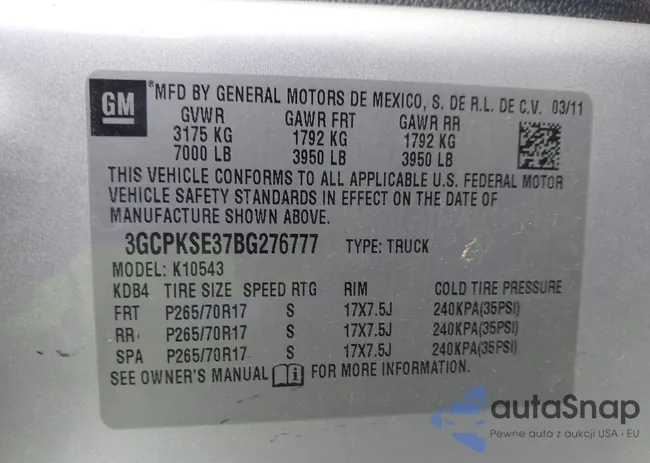 GM
MFD BY GENERAL MOTORS DE MEXICO, S. DE R.L. DE C.V. 03/11
GVWR GAWR FRT GAWR RR
3175 KG 1792 KG 1792 KG
7000 LB 3950 LB 3950 LB
THIS VEHICLE CONFORMS TO ALL APPLICABLE U.S. FEDERAL MOTOR
VEHICLE SAFETY STANDARDS IN EFFECT ON THE DATE OF
MANUFACTURE SHOWN ABOVE.
3GCPKSE37BG276777 TYPE: TRUCK
MODEL: K10543
KDB4 TIRE SIZE SPEED RTG RIM COLD TIRE PRESSURE
FRT P265/70R17 S 17X7.5J 240KPA(35PSI)
RR P265/70R17 S 17X7.5J 240KPA(35PSI)
SPA P265/70R17 S 17X7.5J 240KPA(35PSI)
SEE OWNER'S MANUAL i FOR MORE INFORMATION.
autaSnap
Pewne auta z aukcji USA i EU